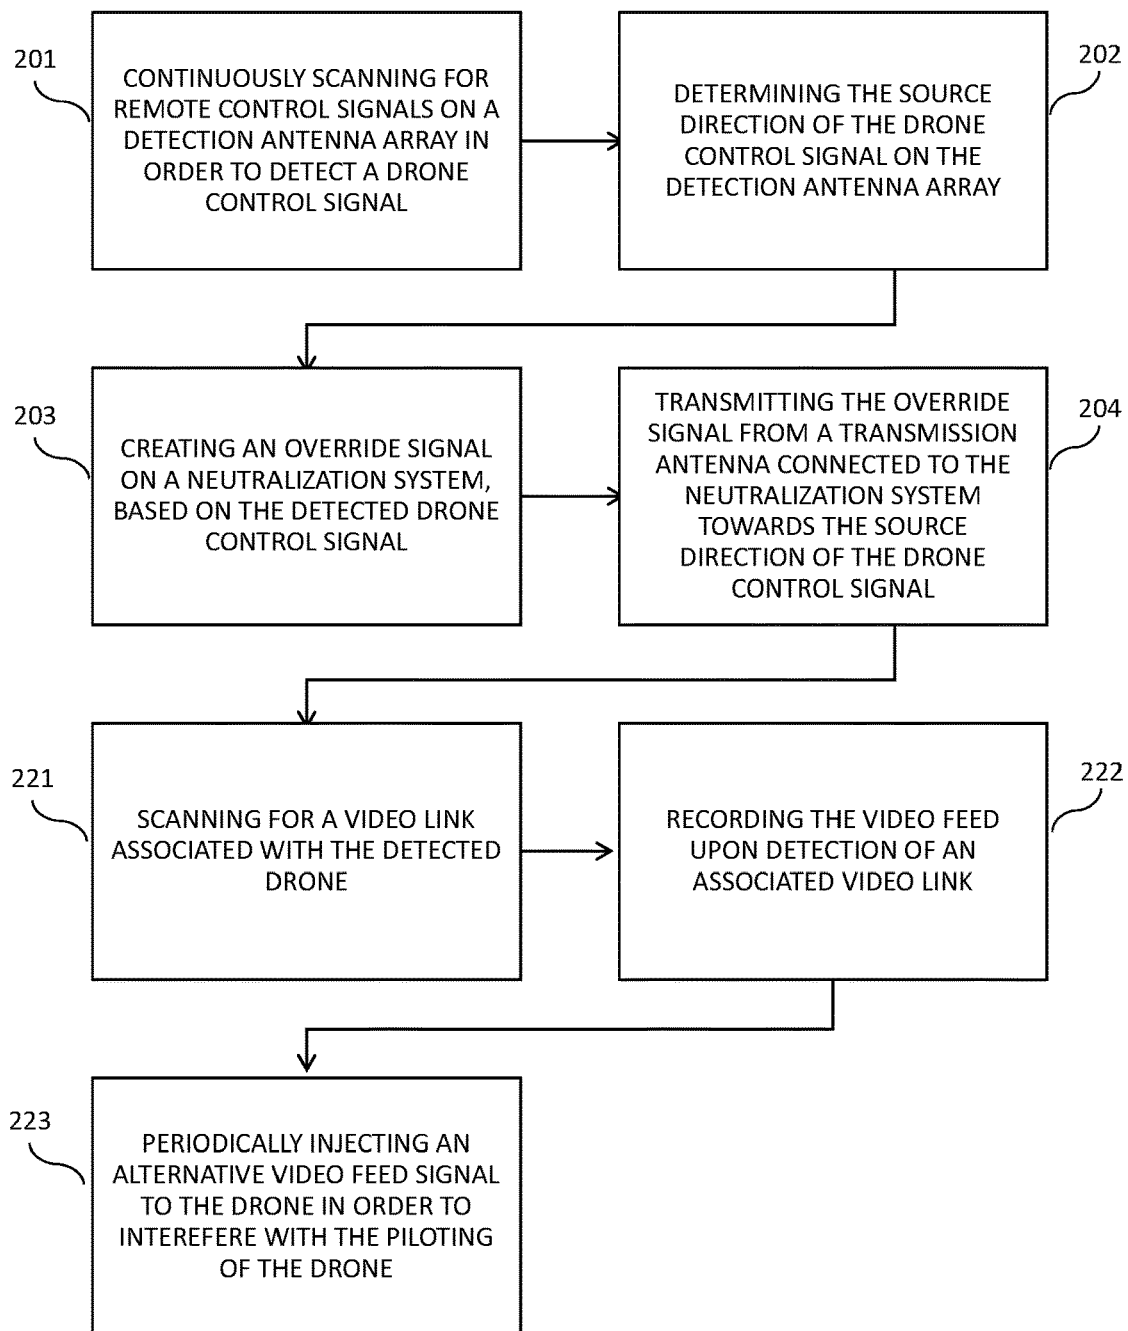 201
CONTINUOUSLY SCANNING FOR
REMOTE CONTROL SIGNALS ON A
DETECTION ANTENNA ARRAY IN
ORDER TO DETECT A DRONE
CONTROL SIGNAL
202
DETERMINING THE SOURCE
DIRECTION OF THE DRONE
CONTROL SIGNAL ON THE
DETECTION ANTENNA ARRAY
203
CREATING AN OVERRIDE SIGNAL
ON A NEUTRALIZATION SYSTEM,
BASED ON THE DETECTED DRONE
CONTROL SIGNAL
204
TRANSMITTING THE OVERRIDE
SIGNAL FROM A TRANSMISSION
ANTENNA CONNECTED TO THE
NEUTRALIZATION SYSTEM
TOWARDS THE SOURCE
DIRECTION OF THE DRONE
CONTROL SIGNAL
221
SCANNING FOR A VIDEO LINK
ASSOCIATED WITH THE DETECTED
DRONE
222
RECORDING THE VIDEO FEED
UPON DETECTION OF AN
ASSOCIATED VIDEO LINK
223
PERIODICALLY INJECTING AN
ALTERNATIVE VIDEO FEED SIGNAL
TO THE DRONE IN ORDER TO
INTEREFERE WITH THE PILOTING
OF THE DRONE